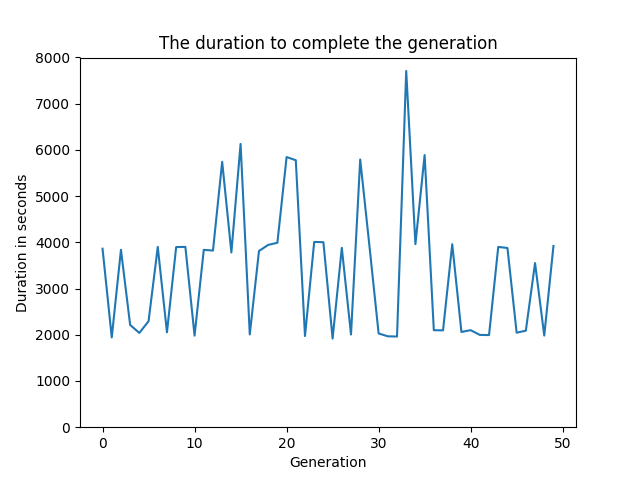 The duration to complete the generation
8000
7000
6000
5000
4000
3000
2000
1000
0
Duration in seconds
0 10 20 30 40 50
Generation